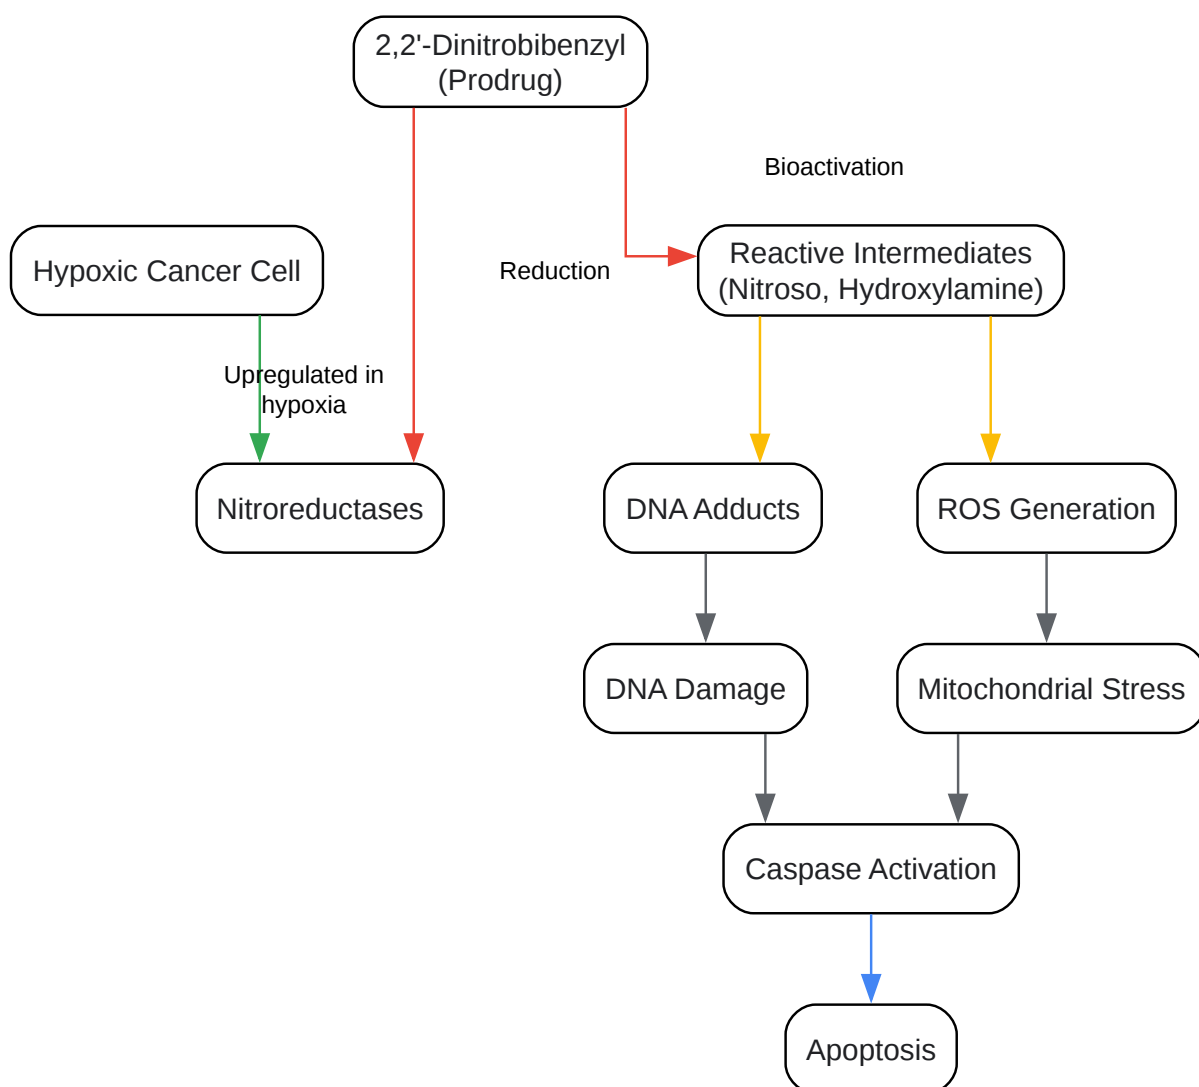 2,2'-Dinitrobibenzyl
(Prodrug)
Bioactivation
Hypoxic Cancer Cell
Reduction
Reactive Intermediates
(Nitroso, Hydroxylamine)
Upregulated in
hypoxia
Nitroreductases
DNA Adducts
ROS Generation
DNA Damage
Mitochondrial Stress
Caspase Activation
Apoptosis